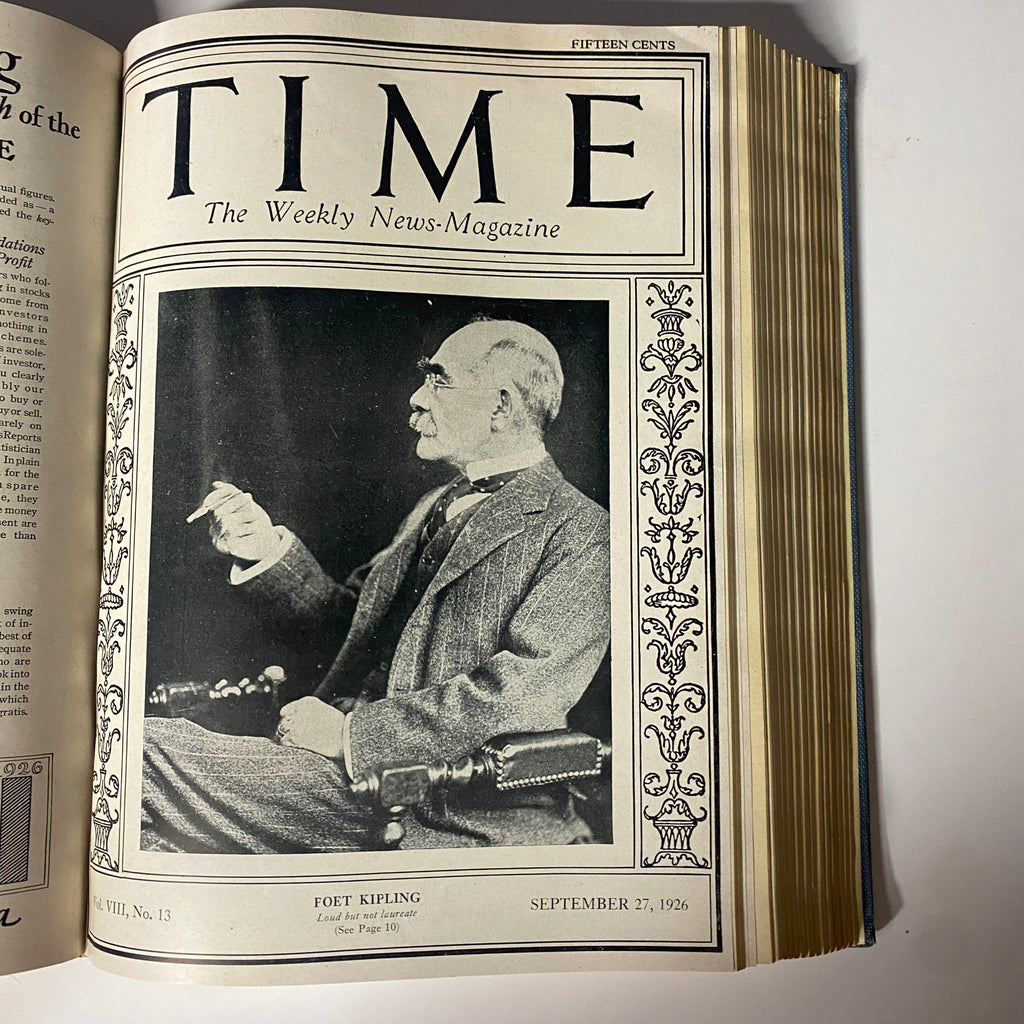 g
h of the
E
ual figures.
ded as—a
ed the key-
dations
Profit
rs who fol-
g in stocks
ome from
nvestors
nothing in
chemes.
s are sole-
investor,
u clearly
bly our
o buy or
uy or sell.
arely on
sReports
tistician
In plain
for the
u spare
e, they
e money
ment are
e than
swing
t of in-
best of
equate
ho are
ok into
in the
which
gratis.
1926
a
FIFTEEN CENTS
TIME
The Weekly News-Magazine
Vol. VIII, No. 13
FOET KIPLING
Loud but not laureate
(See Page 10)
SEPTEMBER 27, 1926